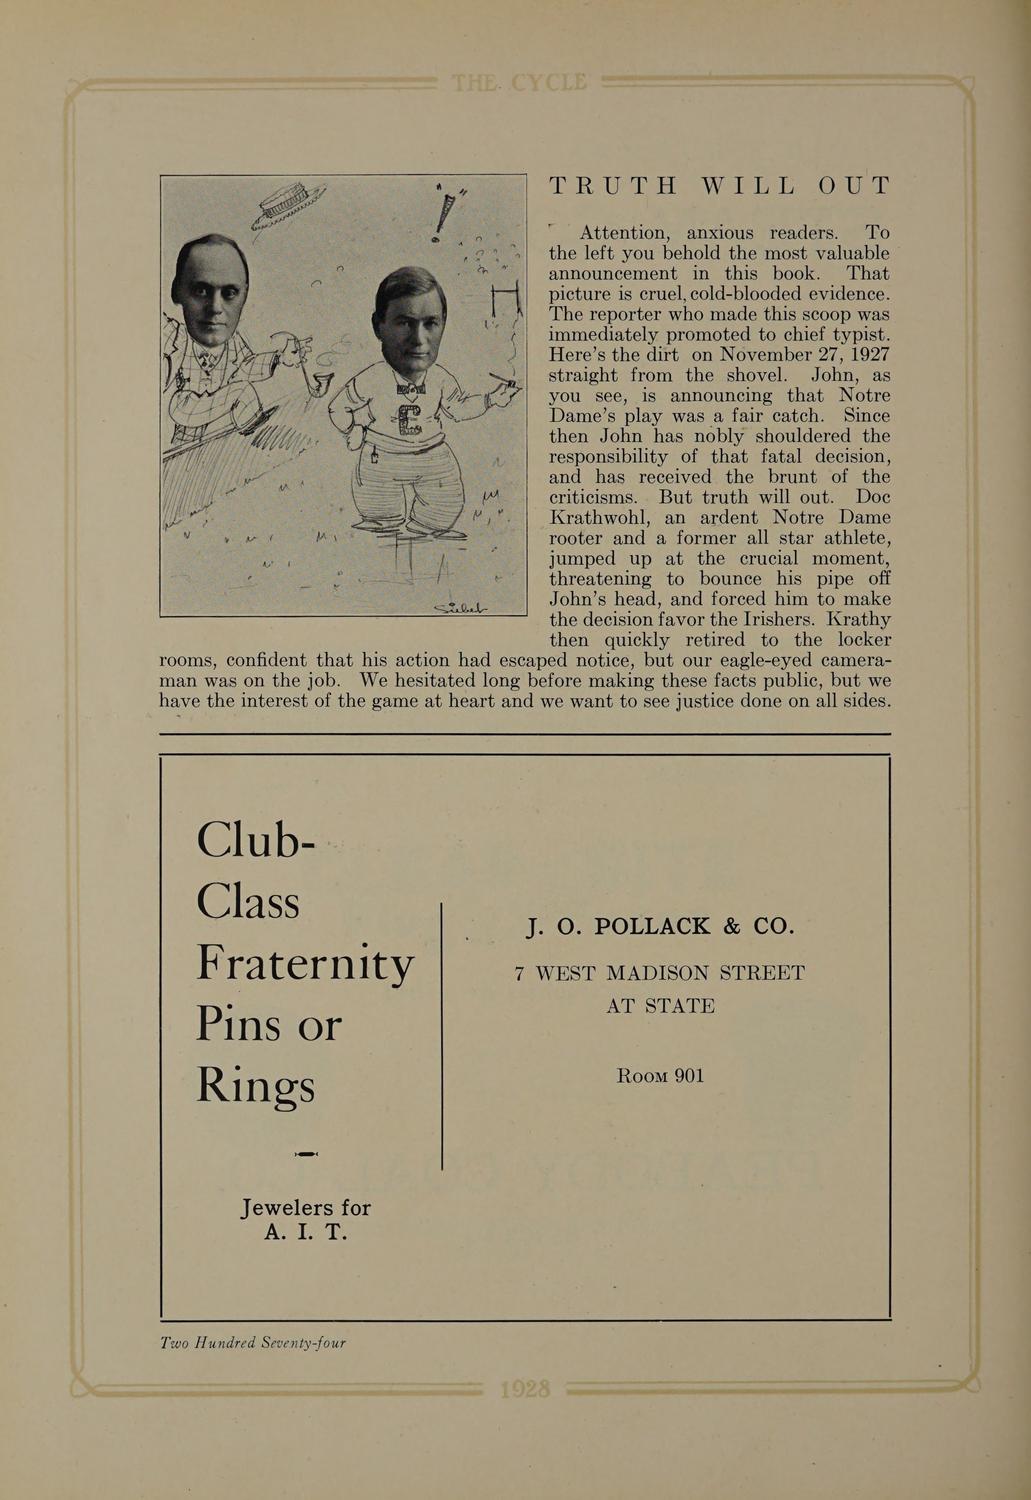 THE CYCLE
TRUTH WILL OUT
Attention, anxious readers. To
the left you behold the most valuable
announcement in this book. That
picture is cruel, cold-blooded evidence.
The reporter who made this scoop was
immediately promoted to chief typist.
Here's the dirt on November 27, 1927
straight from the shovel. John, as
you see, is announcing that Notre
Dame's play was a fair catch. Since
then John has nobly shouldered the
responsibility of that fatal decision,
and has received the brunt of the
criticisms. But truth will out. Doc
Krathwohl, an ardent Notre Dame
rooter and a former all star athlete,
jumped up at the crucial moment,
threatening to bounce his pipe off
John's head, and forced him to make
the decision favor the Irishers. Krathy
then quickly retired to the locker
rooms, confident that his action had escaped notice, but our eagle-eyed camera-
man was on the job. We hesitated long before making these facts public, but we
have the interest of the game at heart and we want to see justice done on all sides.
Club-
Class
Fraternity
Pins or
Rings
Jewelers for
A. I. T.
J. O. POLLACK & CO.
7 WEST MADISON STREET
AT STATE
Room 901
Two Hundred Seventy-four
1928